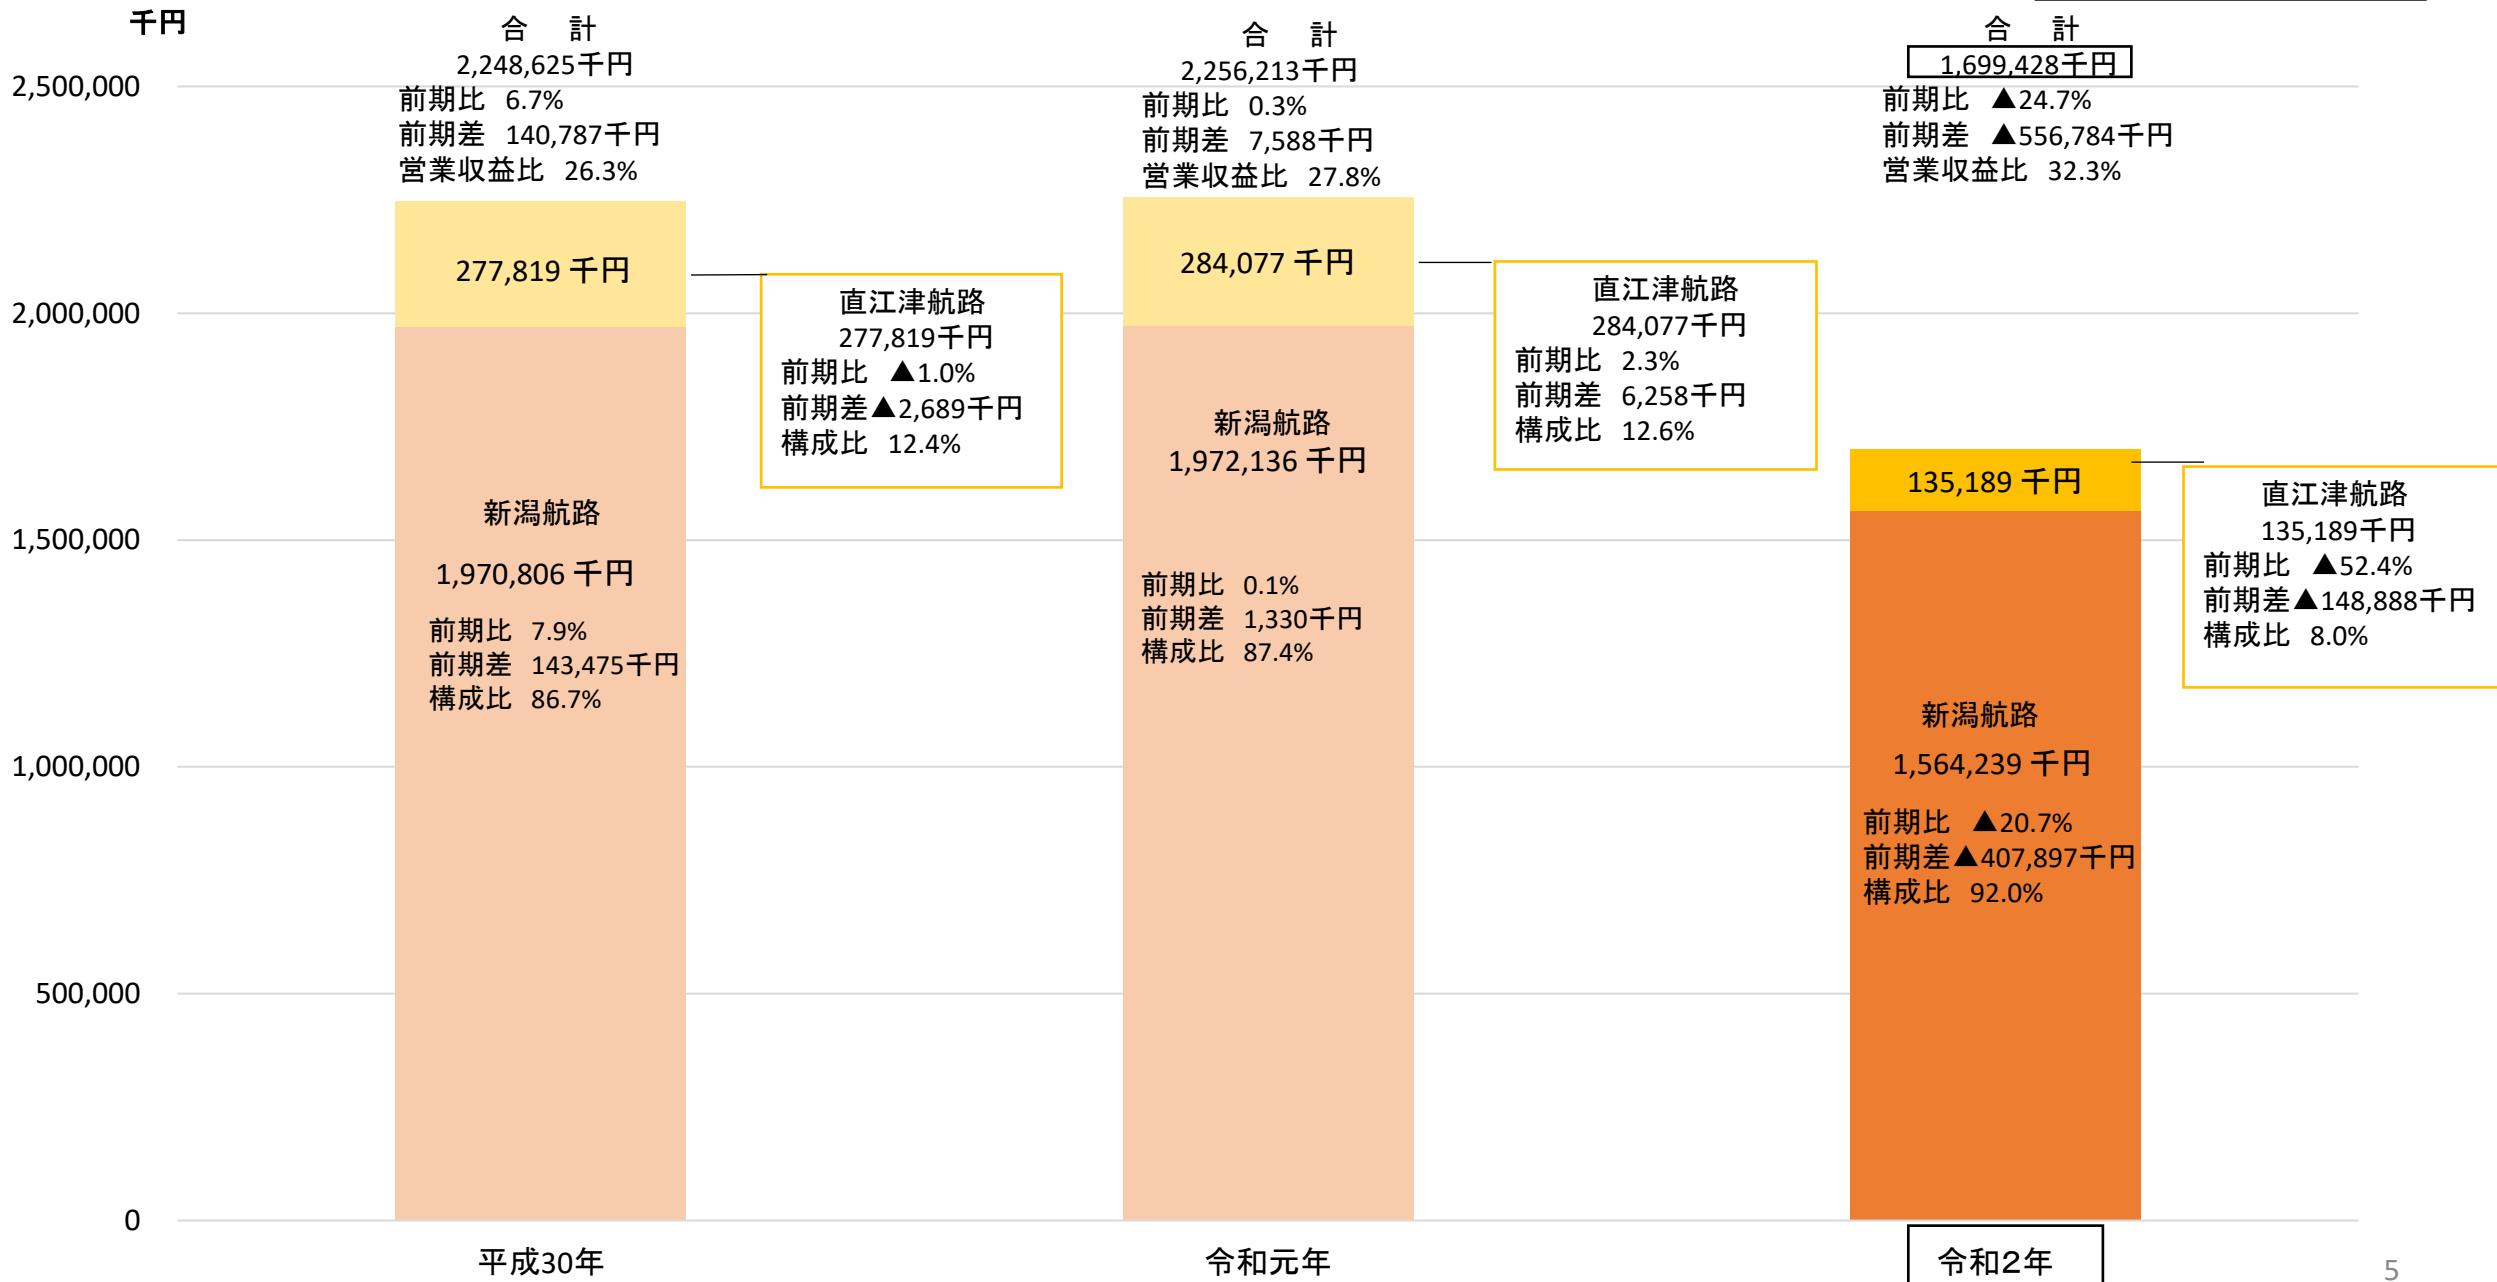 千円
2,500,000
2,000,000
1,500,000
1,000,000
500,000
0
合　計
2,248,625千円
前期比 6.7%
前期差 140,787千円
営業収益比 26.3%
277,819 千円
直江津航路
277,819千円
前期比 ▲1.0%
前期差▲2,689千円
構成比 12.4%
新潟航路
1,970,806 千円
前期比 7.9%
前期差 143,475千円
構成比 86.7%
平成30年
合　計
2,256,213千円
前期比 0.3%
前期差 7,588千円
営業収益比 27.8%
284,077 千円
直江津航路
284,077千円
前期比 2.3%
前期差 6,258千円
構成比 12.6%
新潟航路
1,972,136 千円
前期比 0.1%
前期差 1,330千円
構成比 87.4%
令和元年
合　計
1,699,428千円
前期比 ▲24.7%
前期差 ▲556,784千円
営業収益比 32.3%
135,189 千円
直江津航路
135,189千円
前期比 ▲52.4%
前期差▲148,888千円
構成比 8.0%
新潟航路
1,564,239 千円
前期比 ▲20.7%
前期差▲407,897千円
構成比 92.0%
令和2年
5